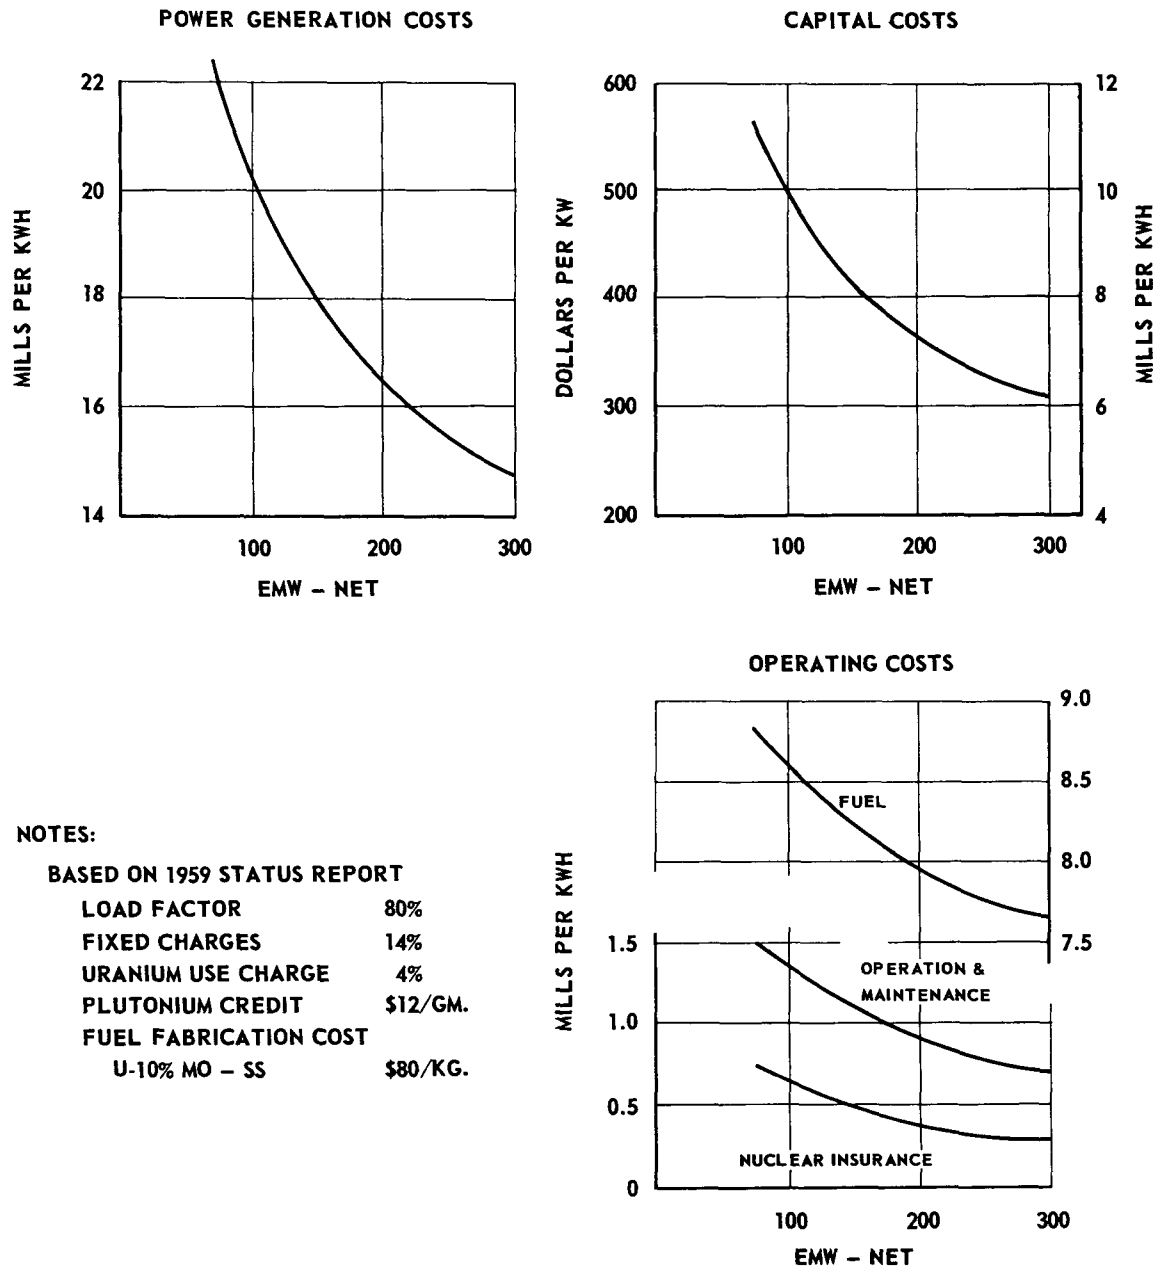 POWER GENERATION COSTS
22
20
18
16
14
MILLS PER KWH
100 200 300
EMW – NET
CAPITAL COSTS
600
500
400
300
200
DOLLARS PER KW
12
10
8
6
4
MILLS PER KWH
100 200 300
EMW – NET
OPERATING COSTS
9.0
8.5
8.0
7.5
FUEL
MILLS PER KWH
1.5
1.0
0.5
0
OPERATION &
MAINTENANCE
NUCLEAR INSURANCE
100 200 300
EMW – NET
NOTES:
BASED ON 1959 STATUS REPORT
LOAD FACTOR 80%
FIXED CHARGES 14%
URANIUM USE CHARGE 4%
PLUTONIUM CREDIT $12/GM.
FUEL FABRICATION COST
U-10% MO – SS $80/KG.